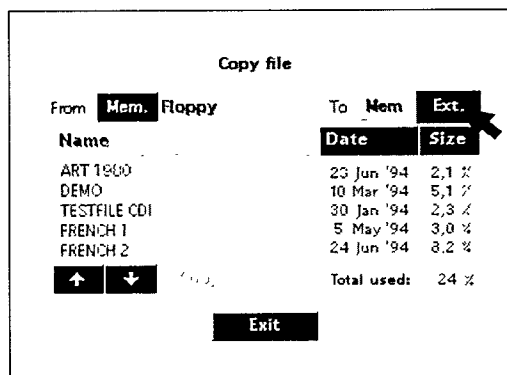 Copy file
From Mem. Floppy To Mem Ext.
Name Date Size
ART 1980 23 Jun '94 2,1 %
DEMO 10 Mar '94 5,1 %
TESTFILE CDI 30 Jan '94 2,3 %
FRENCH 1 5 May '94 3,0 %
FRENCH 2 24 Jun '94 8,2 %
Total used: 24 %
Exit